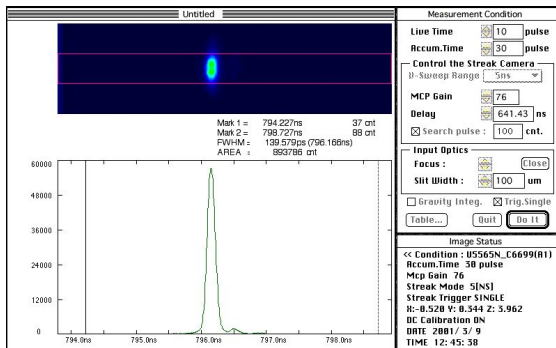 Untitled
Mark 1 = 794.227ns 37 cnt
Mark 2 = 798.727ns 88 cnt
FWHM = 139.579ps (796.166ns)
AREA = 893786 cnt
60000
48000
36000
24000
12000
0
794.0ns 795.0ns 796.0ns 797.0ns 798.0ns
Measurement Condition
Live Time 10 pulse
Accum.Time 30 pulse
Control the Streak Camera
V-Sweep Range 5ns
MCP Gain 76
Delay 641.43 ns
Search pulse : 100 cnt.
Input Optics
Focus : Close
Slit Width : 100 um
Gravity Integ. Trig.Single
Table... Quit Do It
Image Status
<< Condition : U5565N_C6699(A1)
Accum.Time 30 pulse
Mcp Gain 76
Streak Mode 5[NS]
Streak Trigger SINGLE
X:-0.520 Y: 0.344 Z: 3.962
DC Calibration ON
DATE 2001/ 3/ 9
TIME 12: 45: 38